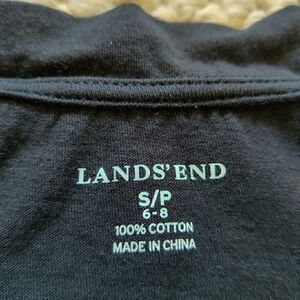 LANDS' END
S/P
6-8
100% COTTON
MADE IN CHINA